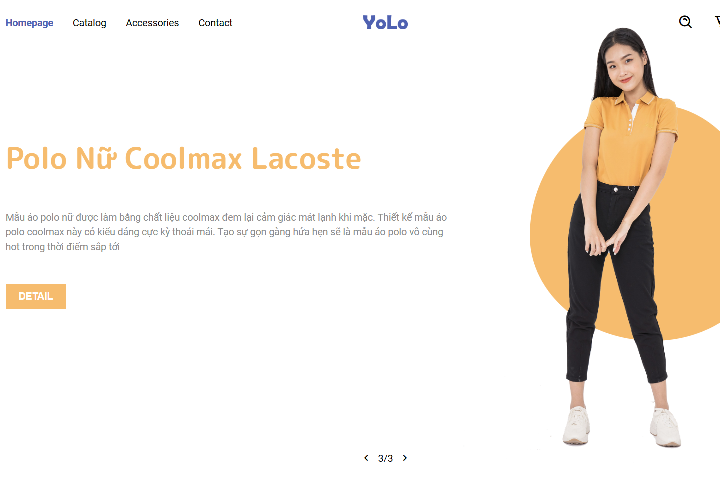 Homepage Catalog Accessories Contact YoLo
Polo Nữ Coolmax Lacoste
Mẫu áo polo nữ được làm bằng chất liệu coolmax đem lại cảm giác mát lạnh khi mặc. Thiết kế mẫu áo
polo coolmax này có kiểu dáng cực kỳ thoải mái. Tạo sự gọn gàng hứa hẹn sẽ là mẫu áo polo vô cùng
hot trong thời điểm sắp tới
DETAIL
3/3